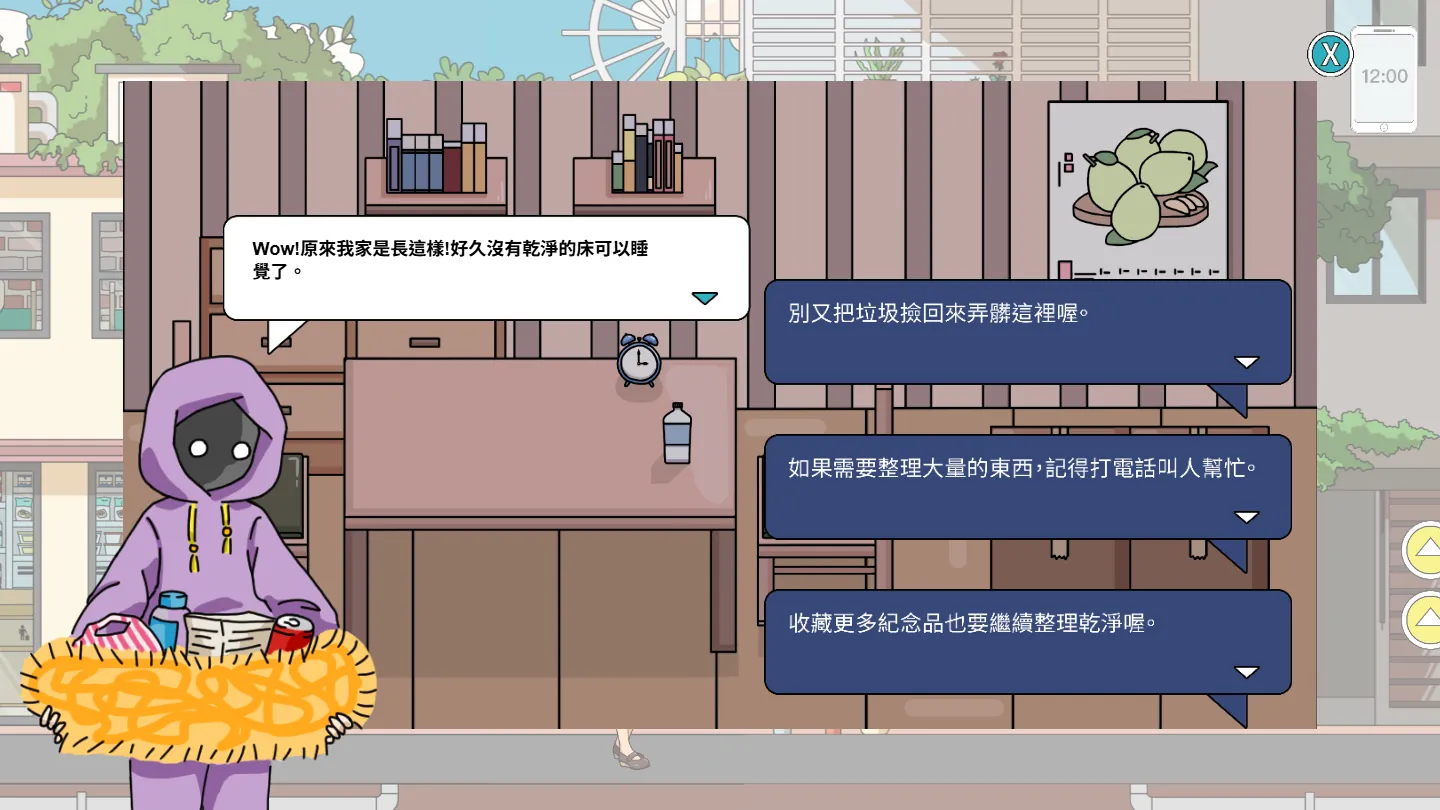 X
12:00
Wow!原來我家是長這樣!好久沒有乾淨的床可以睡
覺了。
別又把垃圾撿回來弄髒這裡喔。
如果需要整理大量的東西，記得打電話叫人幫忙。
收藏更多紀念品也要繼續整理乾淨喔。